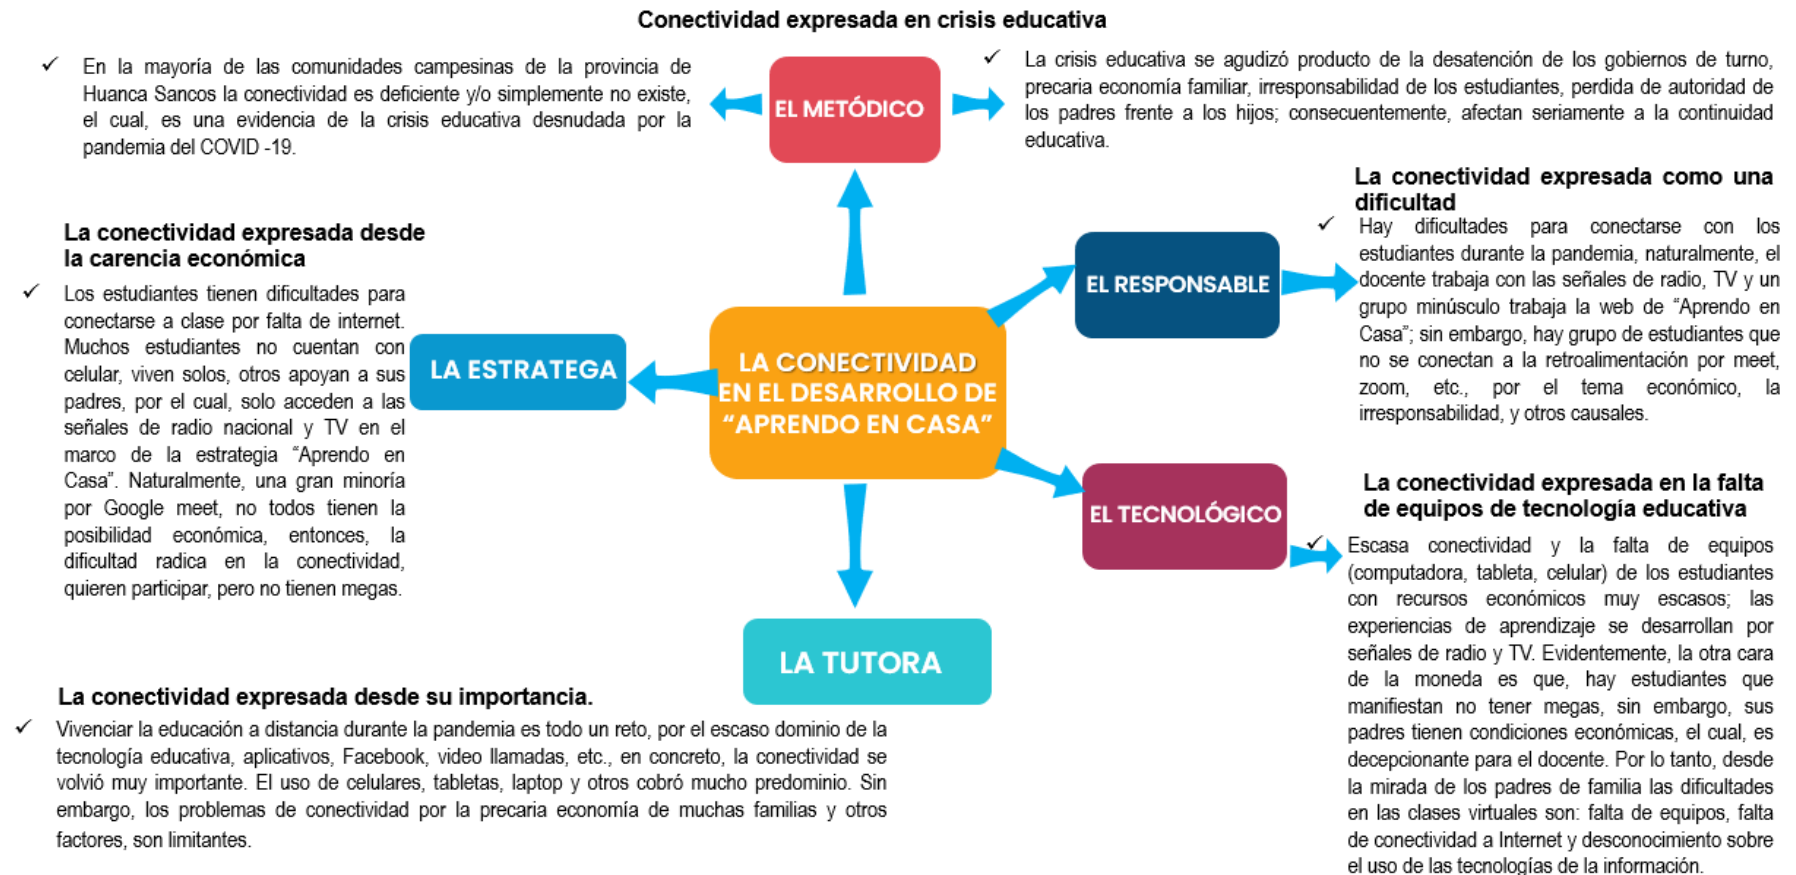 Conectividad expresada en crisis educativa
En la mayoría de las comunidades campesinas de la provincia de
Huanca Sancos la conectividad es deficiente y/o simplemente no existe,
el cual, es una evidencia de la crisis educativa desnudada por la
pandemia del COVID -19.
EL METÓDICO
La crisis educativa se agudizó producto de la desatención de los gobiernos de turno,
precaria economía familiar, irresponsabilidad de los estudiantes, perdida de autoridad de
los padres frente a los hijos; consecuentemente, afectan seriamente a la continuidad
educativa.
La conectividad expresada como una
dificultad
Hay dificultades para conectarse con los
estudiantes durante la pandemia, naturalmente, el
docente trabaja con las señales de radio, TV y un
grupo minúsculo trabaja la web de “Aprendo en
Casa”; sin embargo, hay grupo de estudiantes que
no se conectan a la retroalimentación por meet,
zoom, etc., por el tema económico, la
irresponsabilidad, y otros causales.
EL RESPONSABLE
La conectividad expresada desde
la carencia económica
Los estudiantes tienen dificultades para
conectarse a clase por falta de internet.
Muchos estudiantes no cuentan con
celular, viven solos, otros apoyan a sus
padres, por el cual, solo acceden a las
señales de radio nacional y TV en el
marco de la estrategia “Aprendo en
Casa”. Naturalmente, una gran minoría
por Google meet, no todos tienen la
posibilidad económica, entonces, la
dificultad radica en la conectividad,
quieren participar, pero no tienen megas.
LA ESTRATEGA
LA CONECTIVIDAD
EN EL DESARROLLO DE
“APRENDO EN CASA”
EL TECNOLÓGICO
La conectividad expresada en la falta
de equipos de tecnología educativa
Escasa conectividad y la falta de equipos
(computadora, tableta, celular) de los estudiantes
con recursos económicos muy escasos; las
experiencias de aprendizaje se desarrollan por
señales de radio y TV. Evidentemente, la otra cara
de la moneda es que, hay estudiantes que
manifiestan no tener megas, sin embargo, sus
padres tienen condiciones económicas, el cual, es
decepcionante para el docente. Por lo tanto, desde
la mirada de los padres de familia las dificultades
en las clases virtuales son: falta de equipos, falta
de conectividad a Internet y desconocimiento sobre
el uso de las tecnologías de la información.
LA TUTORA
La conectividad expresada desde su importancia.
Vivenciar la educación a distancia durante la pandemia es todo un reto, por el escaso dominio de la
tecnología educativa, aplicativos, Facebook, video llamadas, etc., en concreto, la conectividad se
volvió muy importante. El uso de celulares, tabletas, laptop y otros cobró mucho predominio. Sin
embargo, los problemas de conectividad por la precaria economía de muchas familias y otros
factores, son limitantes.